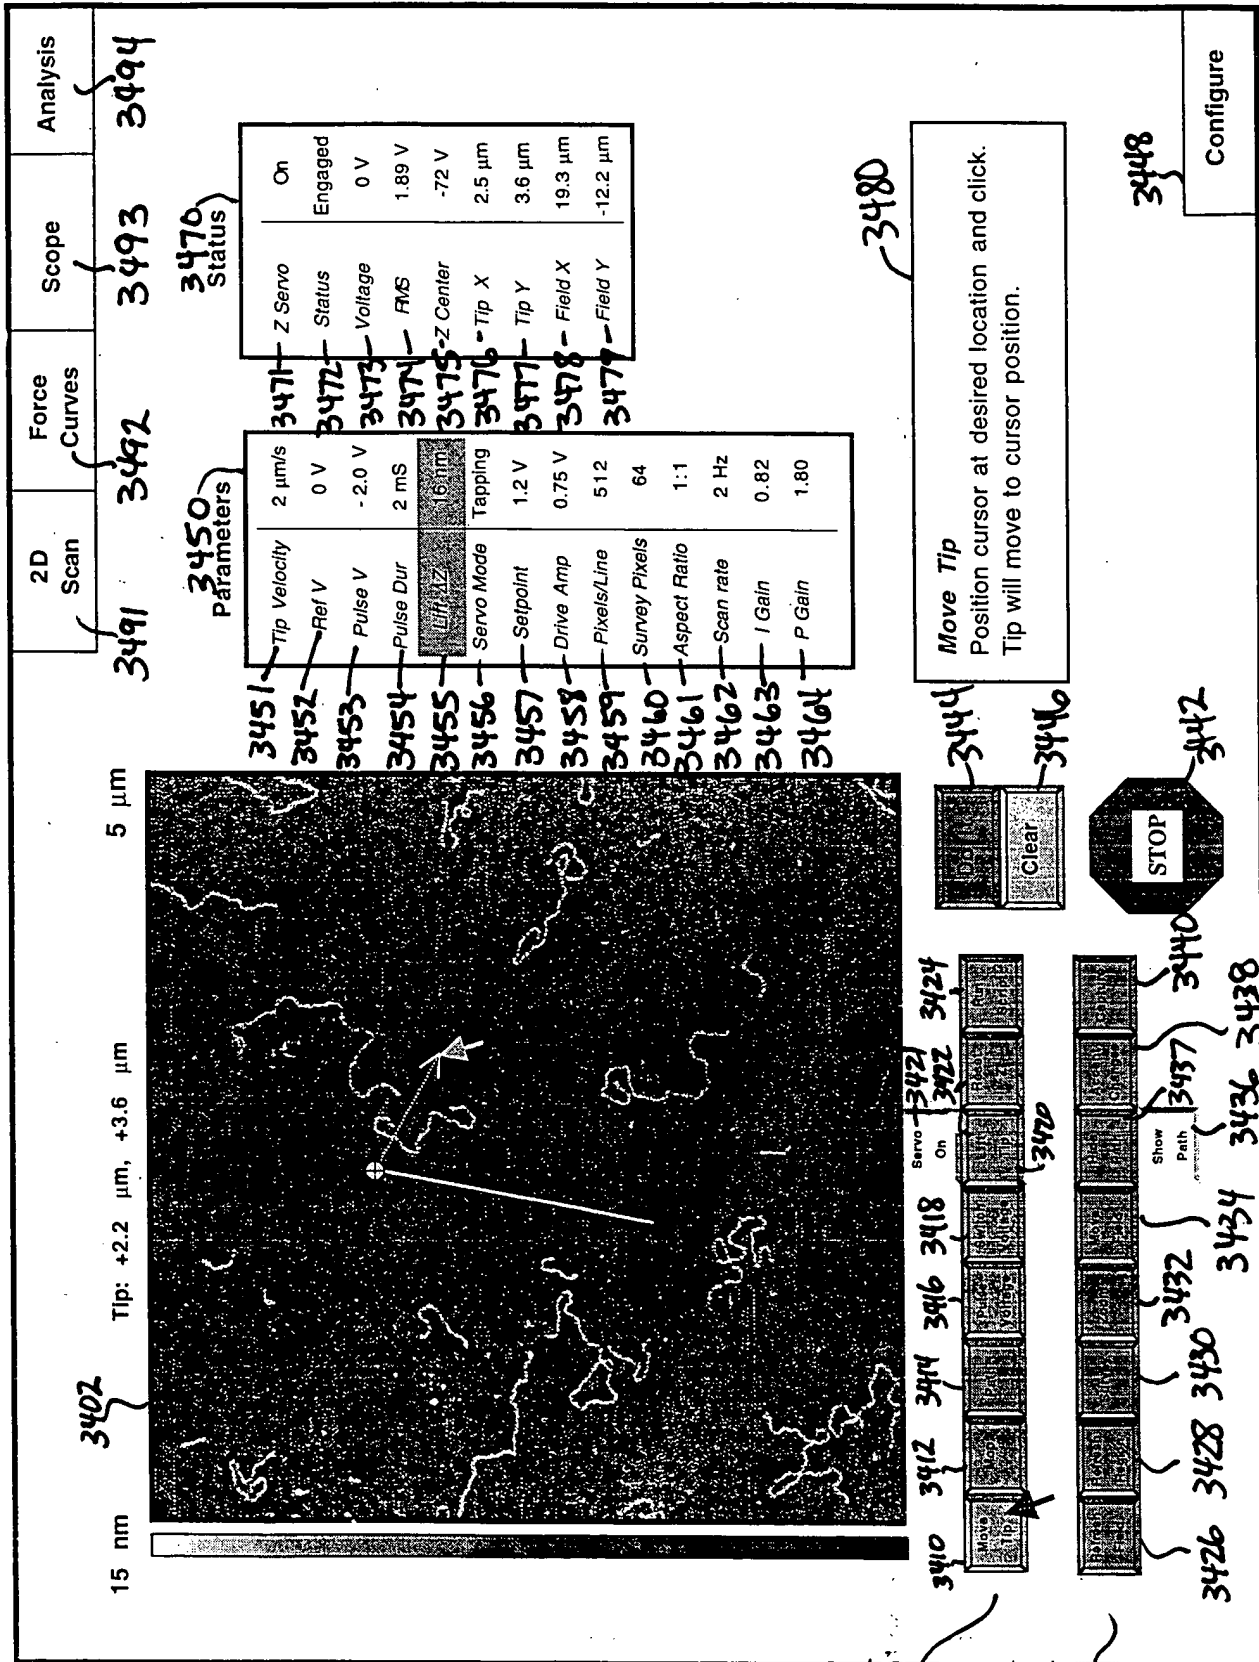 2D Scan
Force Curves
Scope
Analysis
3491
3492
3493
3494
3402
15 nm
Tip: +2.2 μm, +3.6 μm
5 μm
3450
Parameters
3451 Tip Velocity 2 μm/s
3452 Ref V 0 V
3453 Pulse V -2.0 V
3454 Pulse Dur 2 mS
3455 Lift ΔZ 16 nm
3456 Servo Mode Tapping
3457 Setpoint 1.2 V
3458 Drive Amp 0.75 V
3459 Pixels/Line 512
3460 Survey Pixels 64
3461 Aspect Ratio 1:1
3462 Scan rate 2 Hz
3463 I Gain 0.82
3464 P Gain 1.80
3470
Status
3471 Z Servo On
3472 Status Engaged
3473 Voltage 0 V
3474 RMS 1.89 V
3475 Z Center -72 V
3476 Tip X 2.5 μm
3477 Tip Y 3.6 μm
3478 Field X 19.3 μm
3479 Field Y -12.2 μm
3410
3412
3414
3416
3418
Servo On
3421
3422
3424
Move Tip
3420
3444
Clear
3446
3480
Move Tip
Position cursor at desired location and click.
Tip will move to cursor position.
STOP
3442
Show Path
3426
3428
3430
3432
3434
3436
3437
3438
3440
3448
Configure